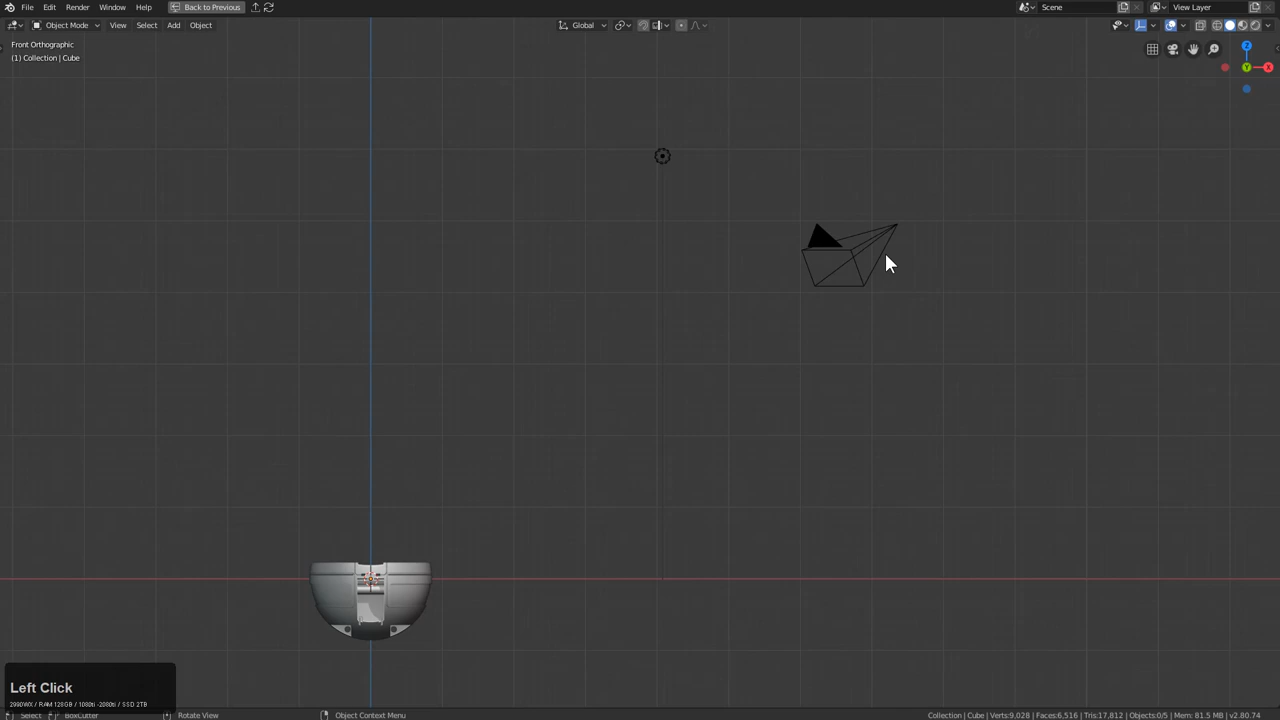 File Edit Render Window Help Back to Previous Scene View Layer
Object Mode View Select Add Object Global
Front Orthographic
(1) Collection | Cube
Z
Y
X
Left Click
2990WX / RAM 128GB / 1080ti -2080ti / SSD 2TB
Select BoxCutter Rotate View Object Context Menu Collection | Cube | Verts:9,028 | Faces:6,516 | Tris:17,812 | Objects:0/5 | Mem: 81.5 MB | v2.80.74